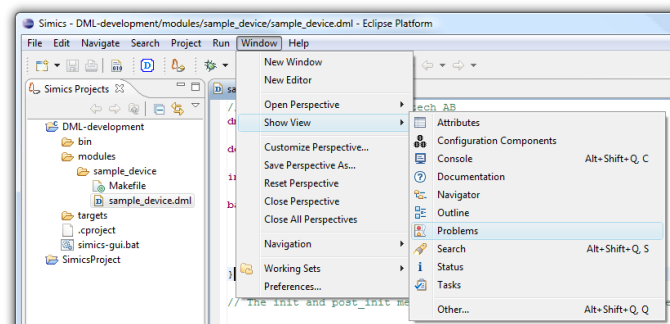 Simics - DML-development/modules/sample_device/sample_device.dml - Eclipse Platform
File Edit Navigate Search Project Run Window Help
Simics Projects
DML-development
bin
modules
sample_device
Makefile
sample_device.dml
targets
.cproject
simics-gui.bat
SimicsProject
New Window
New Editor
Open Perspective
Show View
Customize Perspective...
Save Perspective As...
Reset Perspective
Close Perspective
Close All Perspectives
Navigation
Working Sets
Preferences...
Attributes
Configuration Components
Console Alt+Shift+Q, C
Documentation
Navigator
Outline
Problems
Search Alt+Shift+Q, S
Status
Tasks
Other... Alt+Shift+Q, Q
AB
}
// The init and post_init